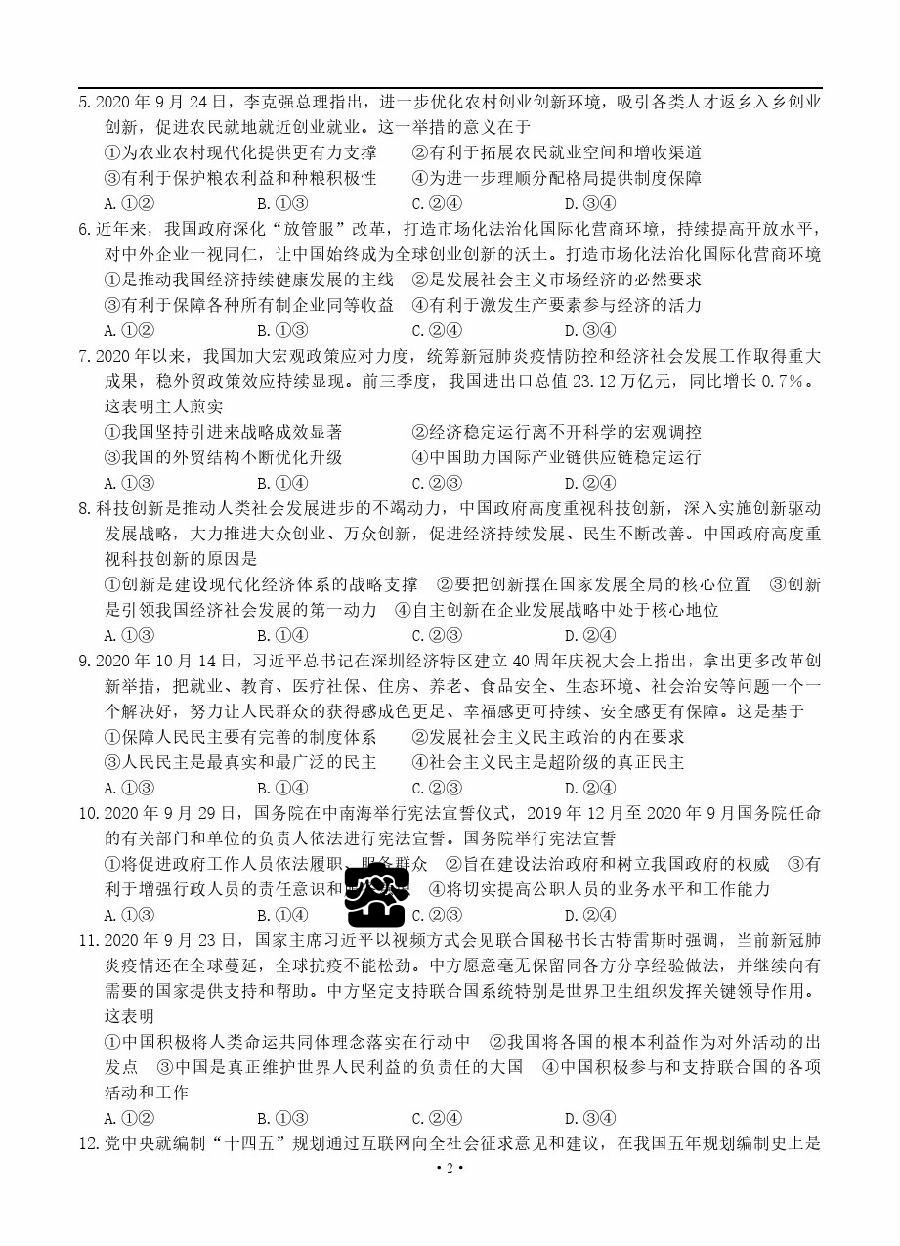 5. 2020 年 9 月 24 日，李克强总理指出，进一步优化农村创业创新环境，吸引各类人才返乡入乡创业
创新，促进农民就地就近创业就业。这一举措的意义在于
①为农业农村现代化提供更有力支撑 ②有利于拓展农民就业空间和增收渠道
③有利于保护粮农利益和种粮积极性 ④为进一步理顺分配格局提供制度保障
A. ①② B. ①③ C. ②④ D. ③④
6. 近年来，我国政府深化“放管服”改革，打造市场化法治化国际化营商环境，持续提高开放水平，
对中外企业一视同仁，让中国始终成为全球创业创新的沃土。打造市场化法治化国际化营商环境
①是推动我国经济持续健康发展的主线 ②是发展社会主义市场经济的必然要求
③有利于保障各种所有制企业同等收益 ④有利于激发生产要素参与经济的活力
A. ①② B. ①③ C. ②④ D. ③④
7. 2020 年以来，我国加大宏观政策应对力度，统筹新冠肺炎疫情防控和经济社会发展工作取得重大
成果，稳外贸政策效应持续显现。前三季度，我国进出口总值 23.12 万亿元，同比增长 0.7%。
这表明主人煎实
①我国坚持引进来战略成效显著 ②经济稳定运行离不开科学的宏观调控
③我国的外贸结构不断优化升级 ④中国助力国际产业链供应链稳定运行
A. ①③ B. ①④ C. ②③ D. ②④
8. 科技创新是推动人类社会发展进步的不竭动力，中国政府高度重视科技创新，深入实施创新驱动
发展战略，大力推进大众创业、万众创新，促进经济持续发展、民生不断改善。中国政府高度重
视科技创新的原因是
①创新是建设现代化经济体系的战略支撑 ②要把创新摆在国家发展全局的核心位置 ③创新
是引领我国经济社会发展的第一动力 ④自主创新在企业发展战略中处于核心地位
A. ①③ B. ①④ C. ②③ D. ②④
9. 2020 年 10 月 14 日，习近平总书记在深圳经济特区建立 40 周年庆祝大会上指出，拿出更多改革创
新举措，把就业、教育、医疗社保、住房、养老、食品安全、生态环境、社会治安等问题一个一
个解决好，努力让人民群众的获得感成色更足、幸福感更可持续、安全感更有保障。这是基于
①保障人民民主要有完善的制度体系 ②发展社会主义民主政治的内在要求
③人民民主是最真实和最广泛的民主 ④社会主义民主是超阶级的真正民主
A. ①③ B. ①④ C. ②③ D. ②④
10. 2020 年 9 月 29 日，国务院在中南海举行宪法宣誓仪式，2019 年 12 月至 2020 年 9 月国务院任命
的有关部门和单位的负责人依法进行宪法宣誓。国务院举行宪法宣誓
①将促进政府工作人员依法履职、服务群众 ②旨在建设法治政府和树立我国政府的权威 ③有
利于增强行政人员的责任意识和 ④将切实提高公职人员的业务水平和工作能力
A. ①③ B. ①④ C. ②③ D. ②④
11. 2020 年 9 月 23 日，国家主席习近平以视频方式会见联合国秘书长古特雷斯时强调，当前新冠肺
炎疫情还在全球蔓延，全球抗疫不能松劲。中方愿意毫无保留同各方分享经验做法，并继续向有
需要的国家提供支持和帮助。中方坚定支持联合国系统特别是世界卫生组织发挥关键领导作用。
这表明
①中国积极将人类命运共同体理念落实在行动中 ②我国将各国的根本利益作为对外活动的出
发点 ③中国是真正维护世界人民利益的负责任的大国 ④中国积极参与和支持联合国的各项
活动和工作
A. ①② B. ①③ C. ②④ D. ③④
12. 党中央就编制“十四五”规划通过互联网向全社会征求意见和建议，在我国五年规划编制史上是
• 2 •